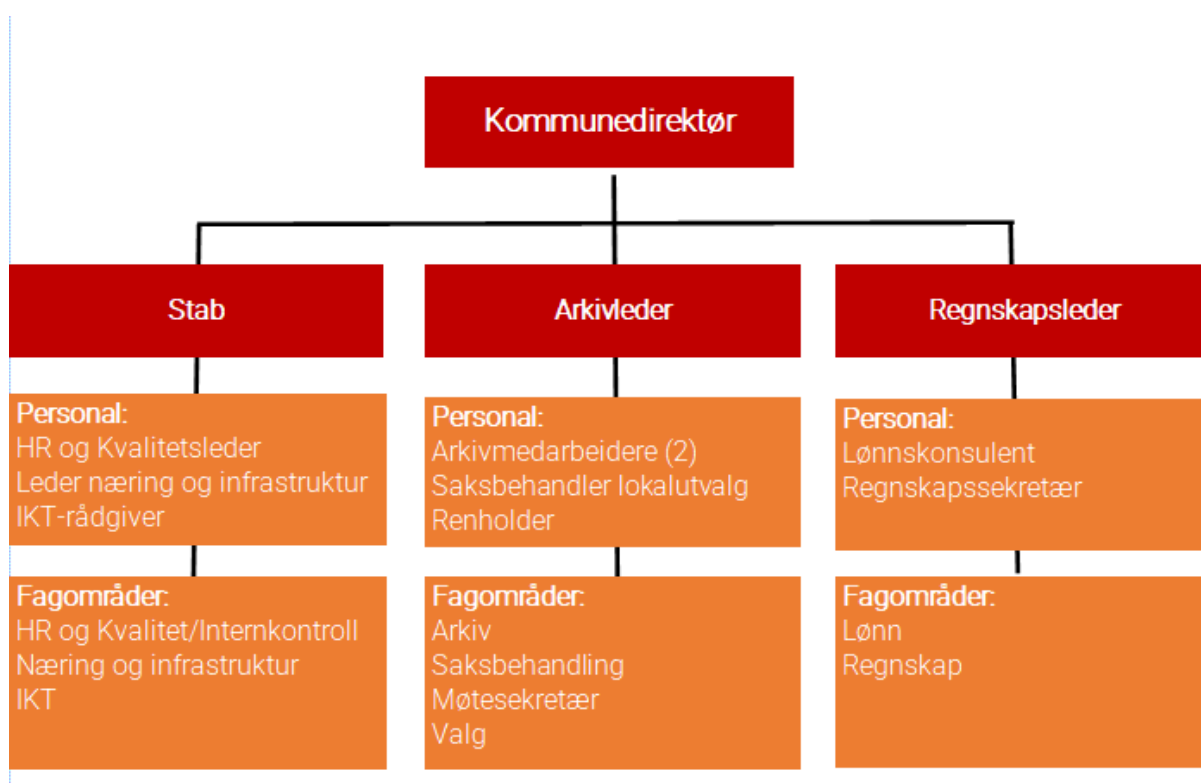 Kommunedirektør
Stab
Arkivleder
Regnskapsleder
Personal:
HR og Kvalitetsleder
Leder næring og infrastruktur
IKT-rådgiver
Personal:
Arkivmedarbeidere (2)
Saksbehandler lokalutvalg
Renholder
Personal:
Lønnskonsulent
Regnskapssekretær
Fagområder:
HR og Kvalitet/Internkontroll
Næring og infrastruktur
IKT
Fagområder:
Arkiv
Saksbehandling
Møtesekretær
Valg
Fagområder:
Lønn
Regnskap